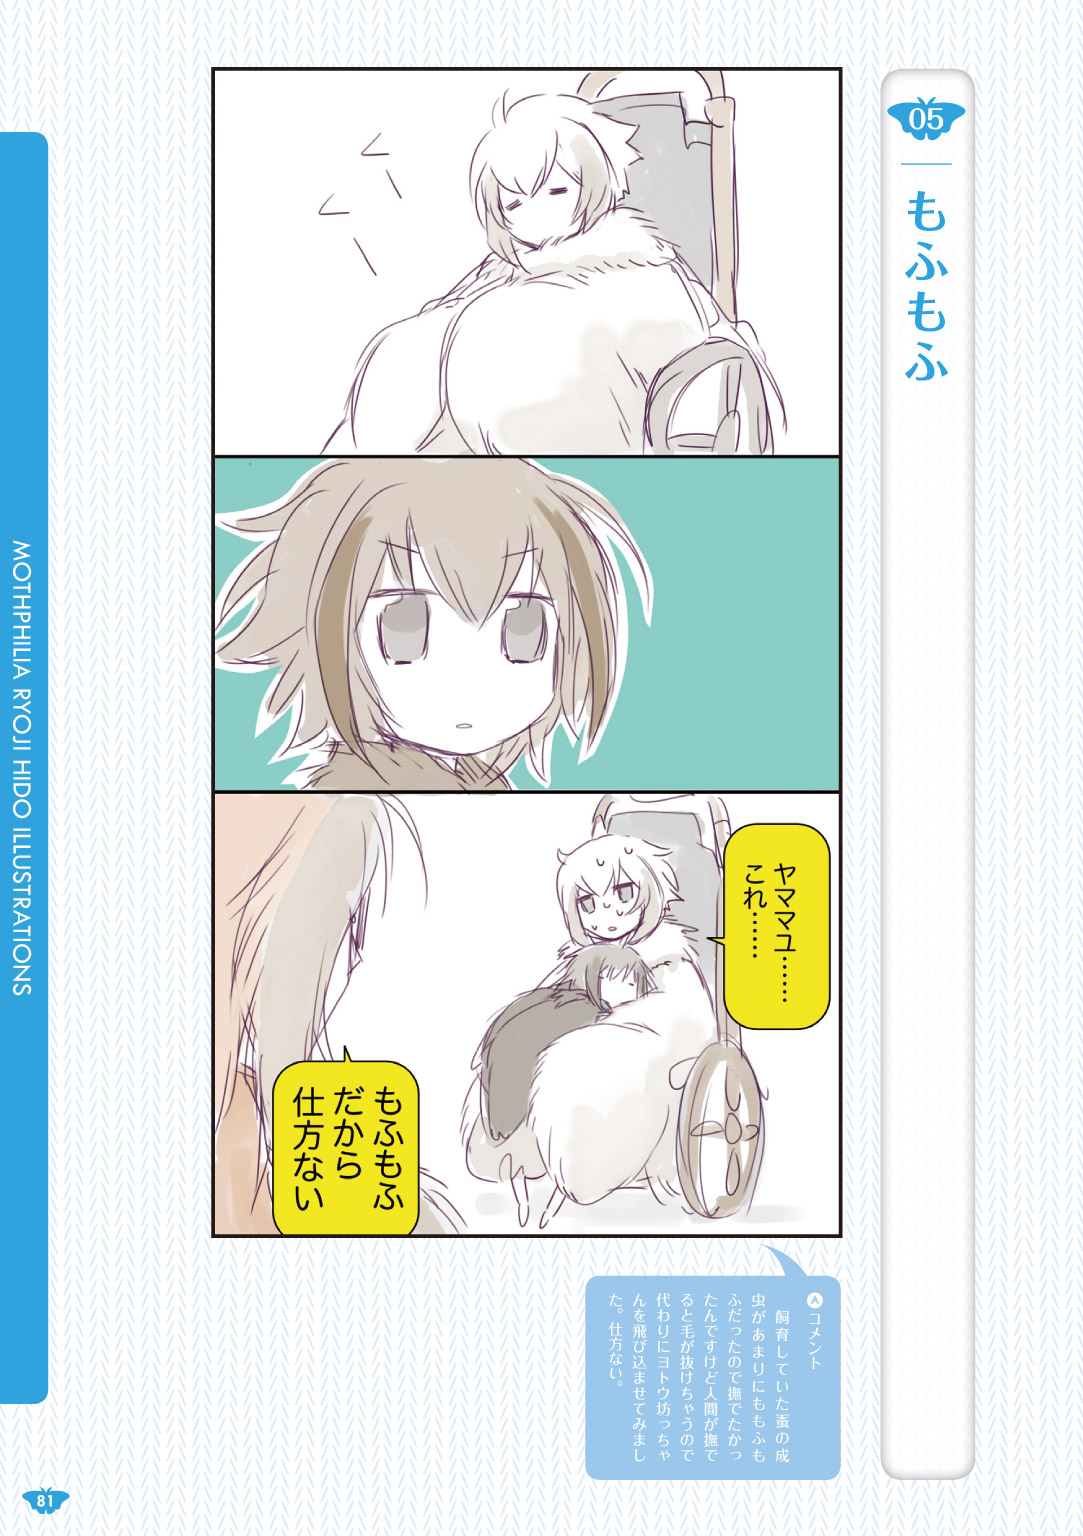 05
もふもふ
ヤママユ……
これ……
もふもふ
だから
仕方ない
Aコメント
飼育していた蚕の成
虫があまりにももふも
ふだったので撫でたかっ
たんですけど人間が撫で
ると毛が抜けちゃうので
代わりにヨトウ坊っちゃ
んを飛び込ませてみまし
た。仕方ない。
MOTHPHILIA RYOJI HIDO ILLUSTRATIONS
81